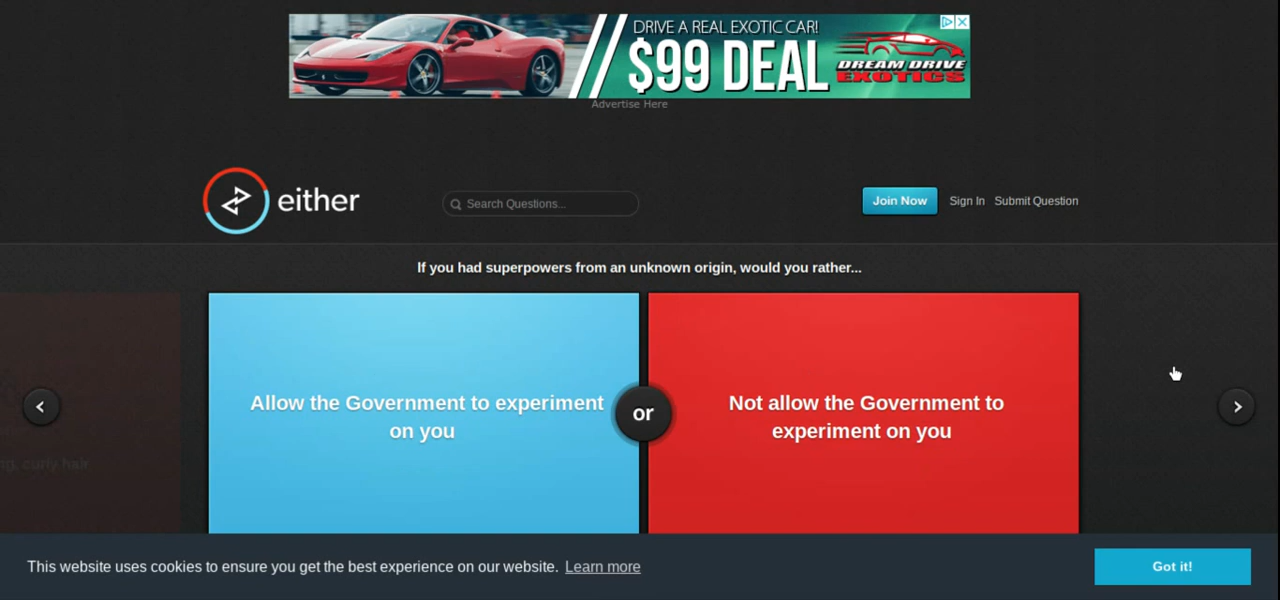 DRIVE A REAL EXOTIC CAR!
$99 DEAL
DREAM DRIVE
EXOTICS
Advertise Here
either
Search Questions...
Join Now
Sign In
Submit Question
If you had superpowers from an unknown origin, would you rather...
Allow the Government to experiment
on you
or
Not allow the Government to
experiment on you
curly hair
This website uses cookies to ensure you get the best experience on our website. Learn more
Got it!